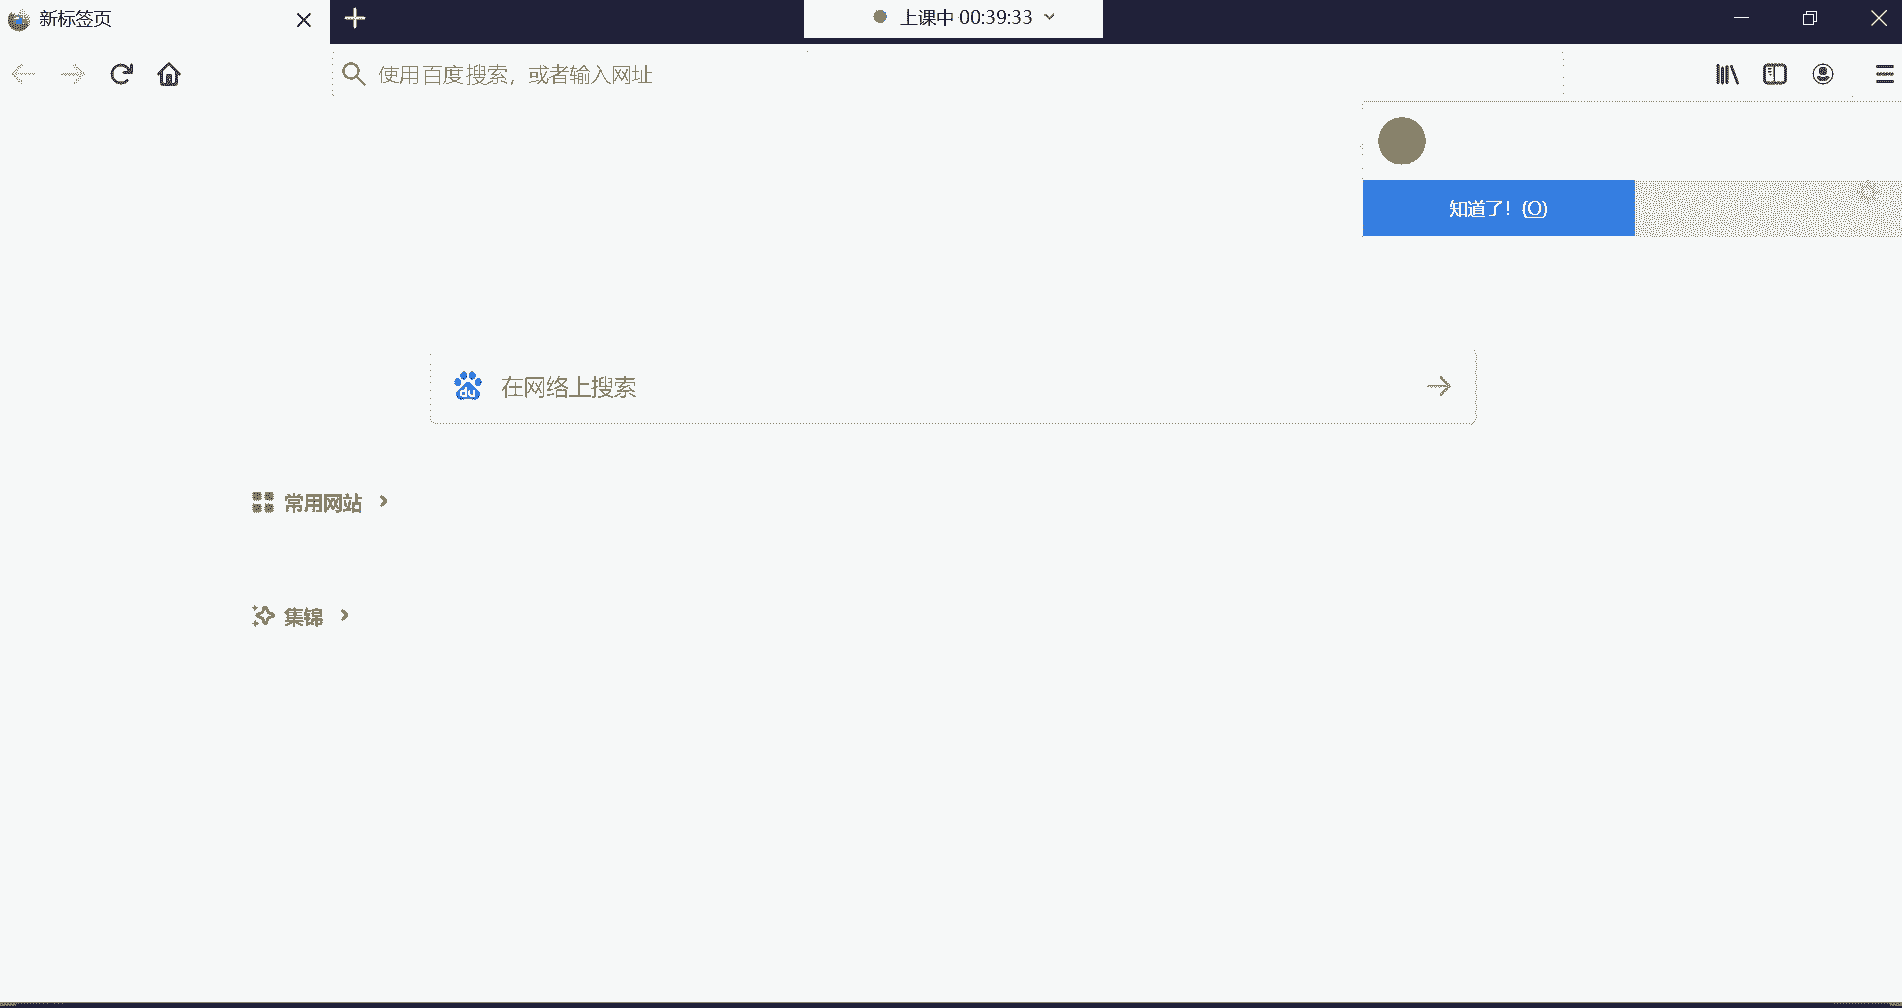 新标签页
上课中 00:39:33
使用百度搜索，或者输入网址
知道了！(O)
du 在网络上搜索
常用网站
集锦